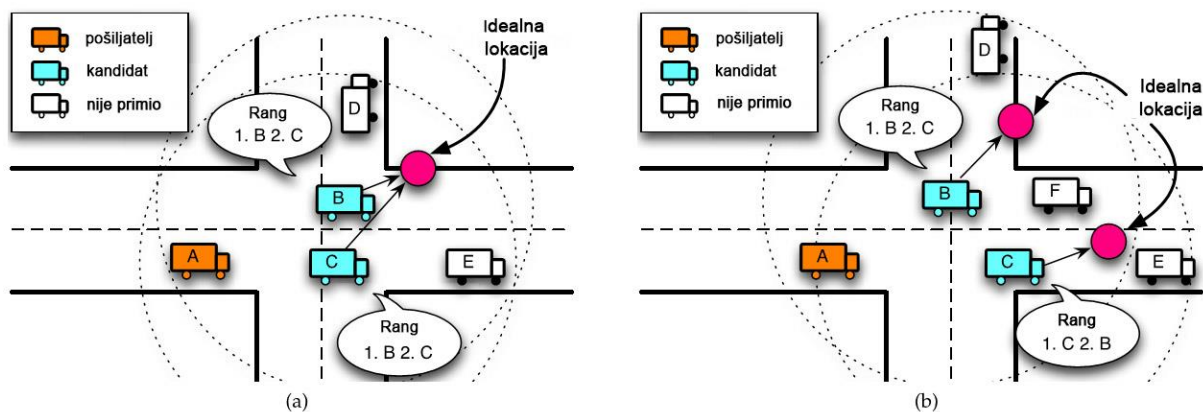 pošiljatelj
kandidat
nije primio
Idealna
lokacija
D
Rang
1. B 2. C
B
A
C
E
Rang
1. B 2. C
(a)
pošiljatelj
kandidat
nije primio
D
Idealna
lokacija
Rang
1. B 2. C
B
F
A
C
E
Rang
1. C 2. B
(b)